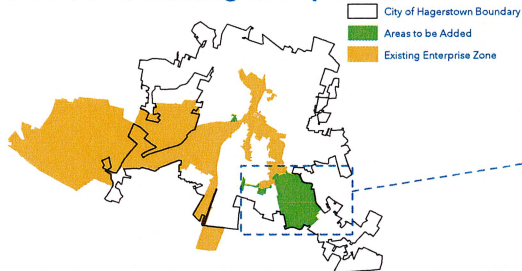 City of Hagerstown Boundary
Areas to be Added
Existing Enterprise Zone